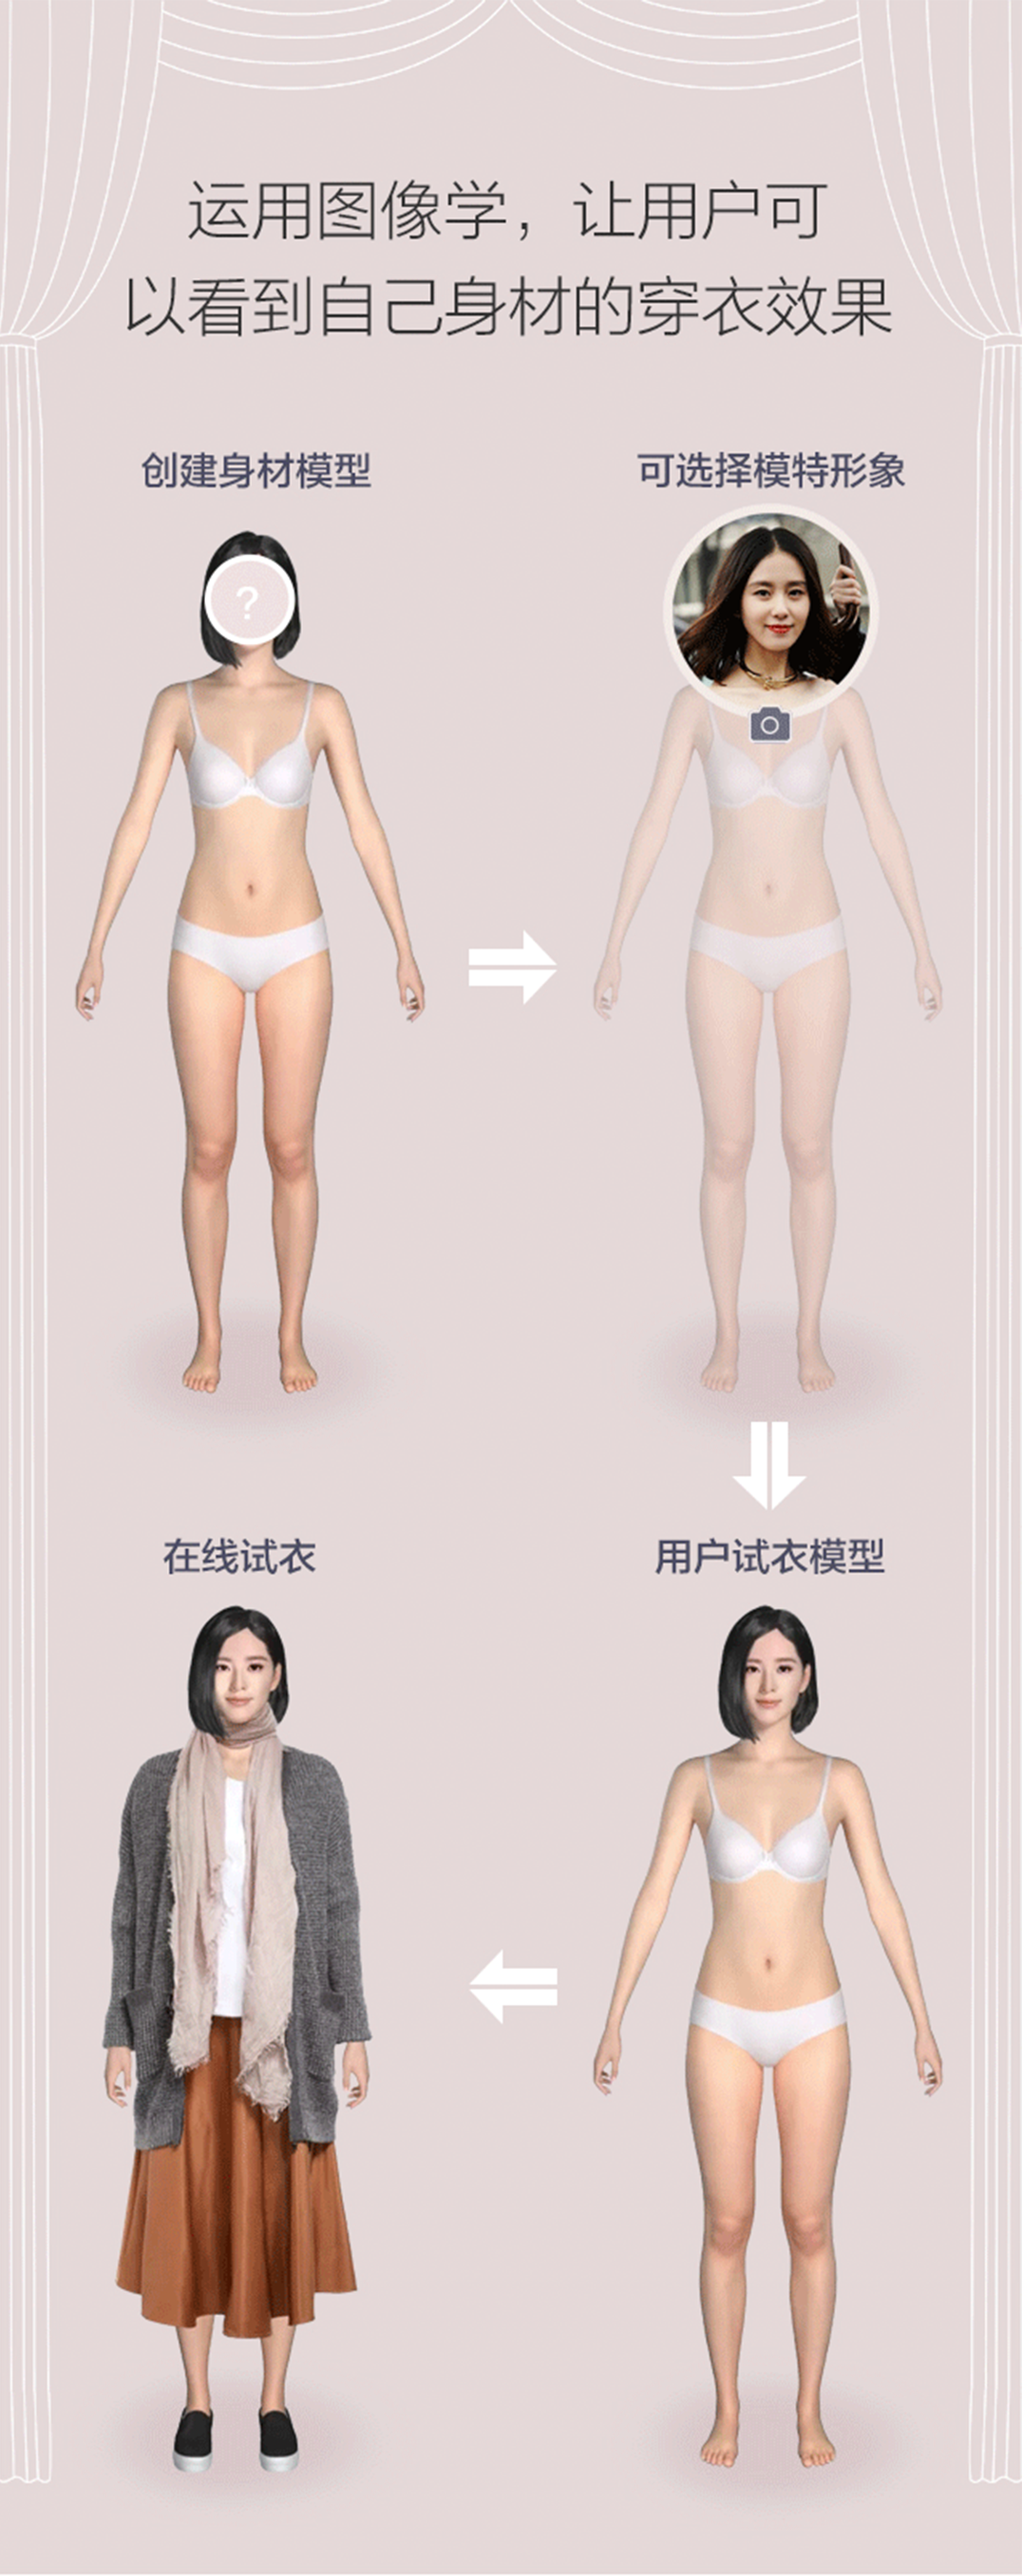 运用图像学，让用户可
以看到自己身材的穿衣效果
创建身材模型
可选择模特形象
?
在线试衣
用户试衣模型